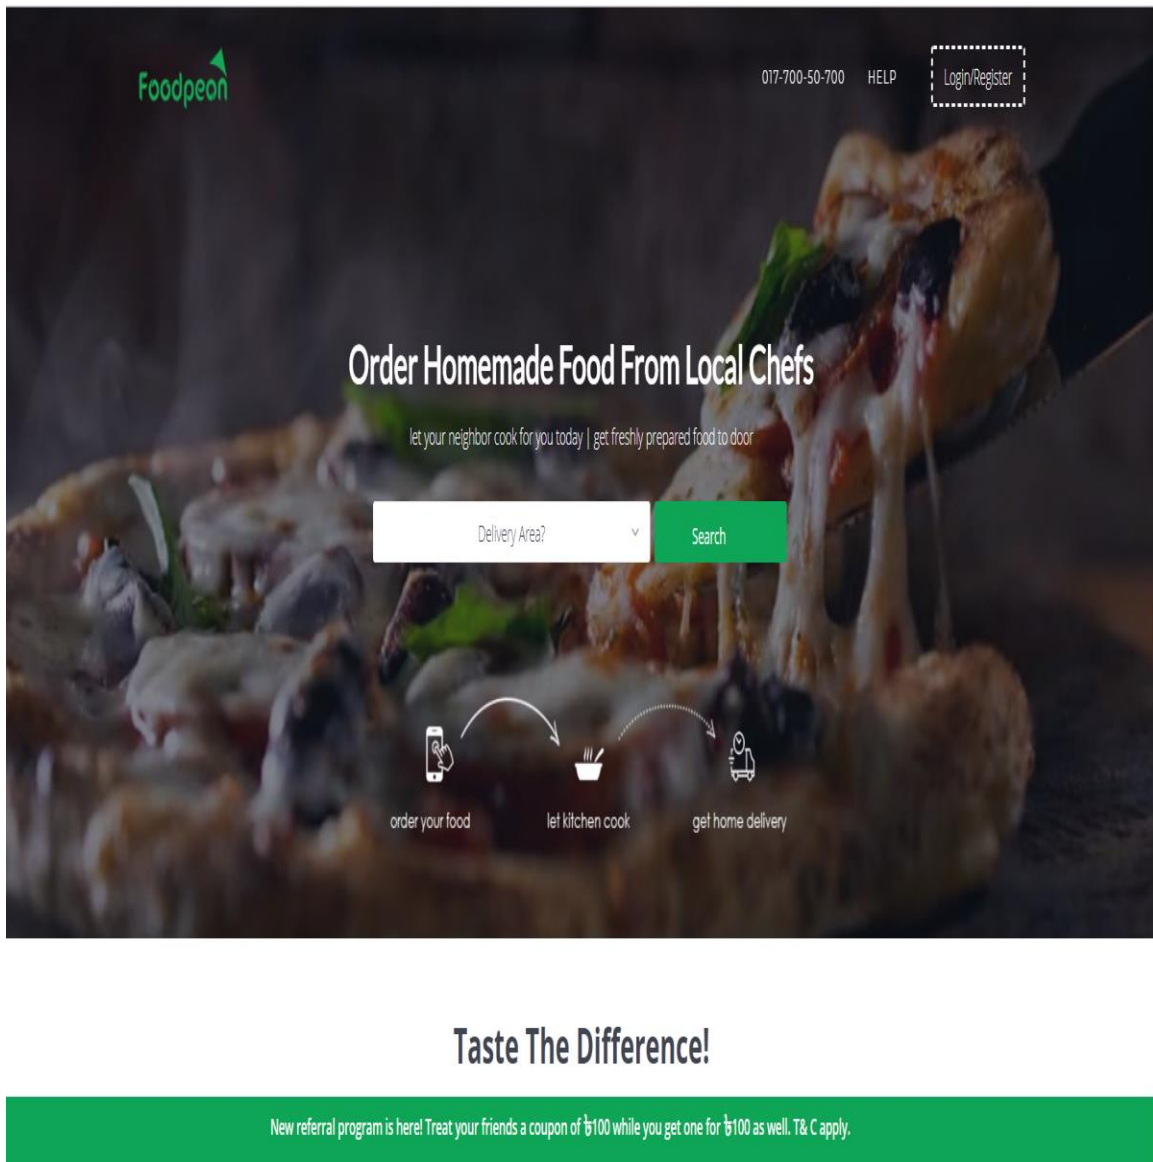 Foodpeon
017-700-50-700 HELP Login/Register
Order Homemade Food From Local Chefs
let your neighbor cook for you today | get freshly prepared food to door
Delivery Area? Search
order your food let kitchen cook get home delivery
Taste The Difference!
New referral program is here! Treat your friends a coupon of ৳100 while you get one for ৳100 as well. T& C apply.